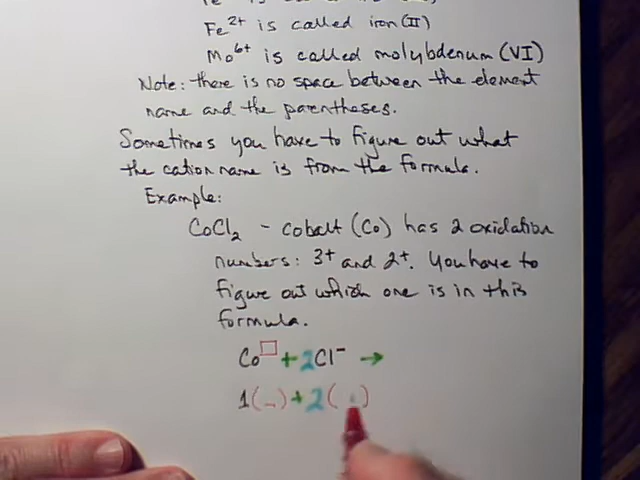 Fe²⁺ is called iron (II)
Mo⁶⁺ is called molybdenum (VI)
Note: there is no space between the element
name and the parentheses.
Sometimes you have to figure out what
the cation name is from the formula.
Example:
CoCl₂ - cobalt (Co) has 2 oxidation
numbers: 3⁺ and 2⁺. You have to
figure out which one is in this
formula.
Co□ + 2Cl⁻ →
1(_) + 2( )